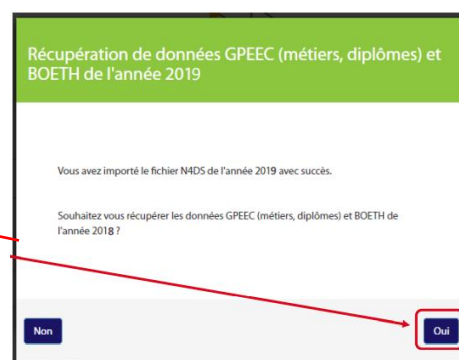 Récupération de données GPEEC (métiers, diplômes) et
BOETH de l'année 2019
Vous avez importé le fichier N4DS de l'année 2019 avec succès.
Souhaitez vous récupérer les données GPEEC (métiers, diplômes) et BOETH de
l'année 2018 ?
Non
Oui